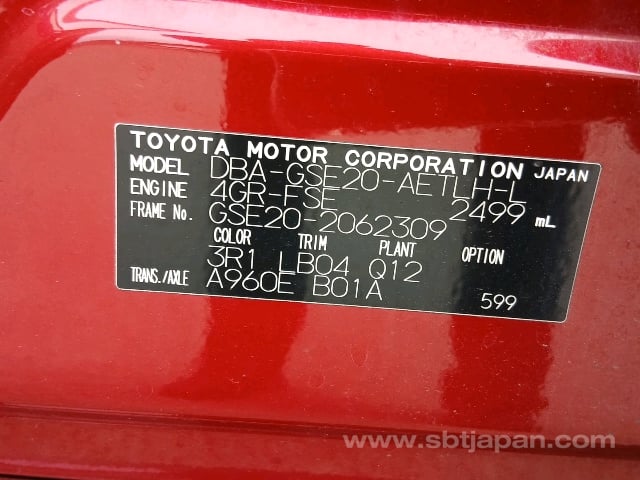 TOYOTA MOTOR CORPORATION JAPAN
MODEL DBA-GSE20-AETLH-L
ENGINE 4GR-FSE 2499 mL
FRAME No. GSE20-2062309
COLOR TRIM PLANT OPTION
3R1 LB04 Q12
TRANS./AXLE A960E B01A 599
www.sbtjapan.com